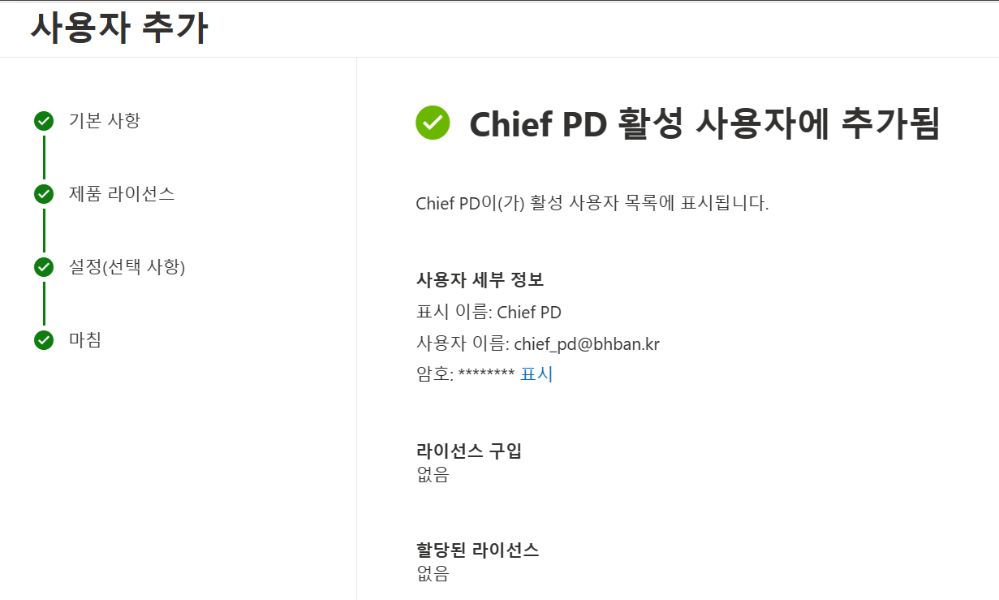 사용자 추가
기본 사항
제품 라이선스
설정(선택 사항)
마침
Chief PD 활성 사용자에 추가됨
Chief PD이(가) 활성 사용자 목록에 표시됩니다.
사용자 세부 정보
표시 이름: Chief PD
사용자 이름: chief_pd@bhban.kr
암호: ******** 표시
라이선스 구입
없음
할당된 라이선스
없음